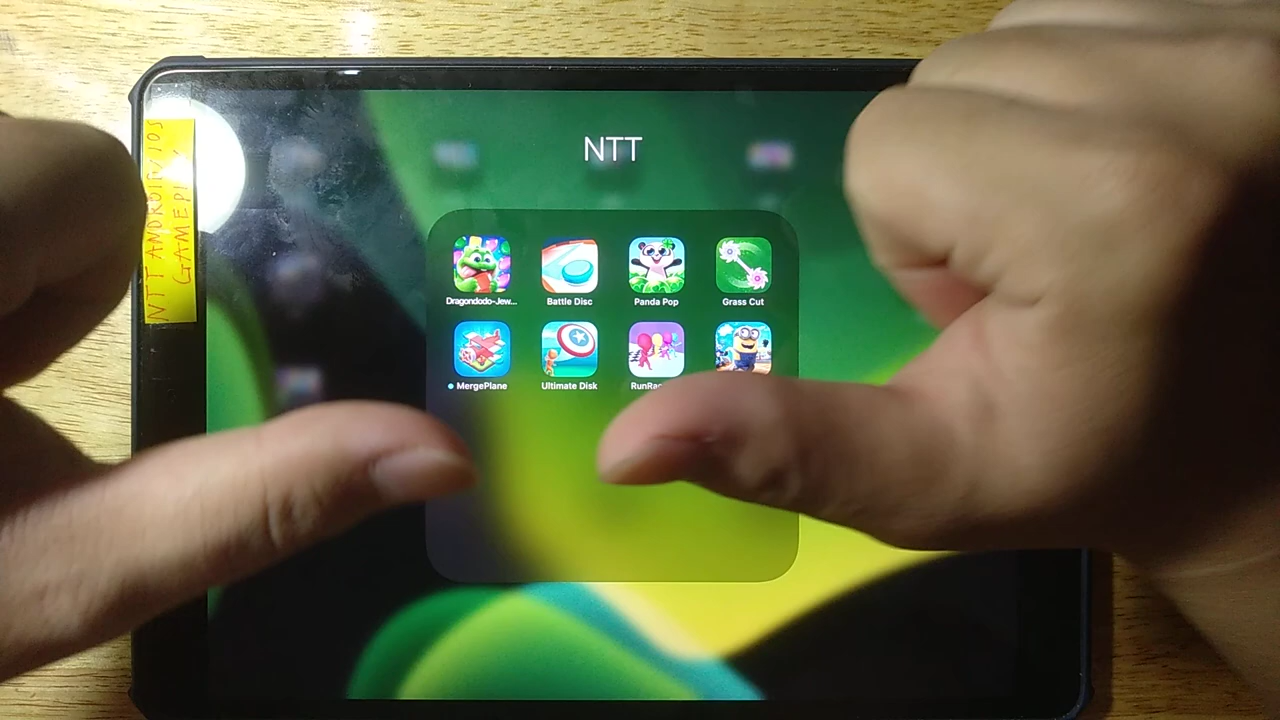 NTT ANDROID/IOS
GAMEPLAY
NTT
Dragondodo-Jew...
Battle Disc
Panda Pop
Grass Cut
MergePlane
Ultimate Disk